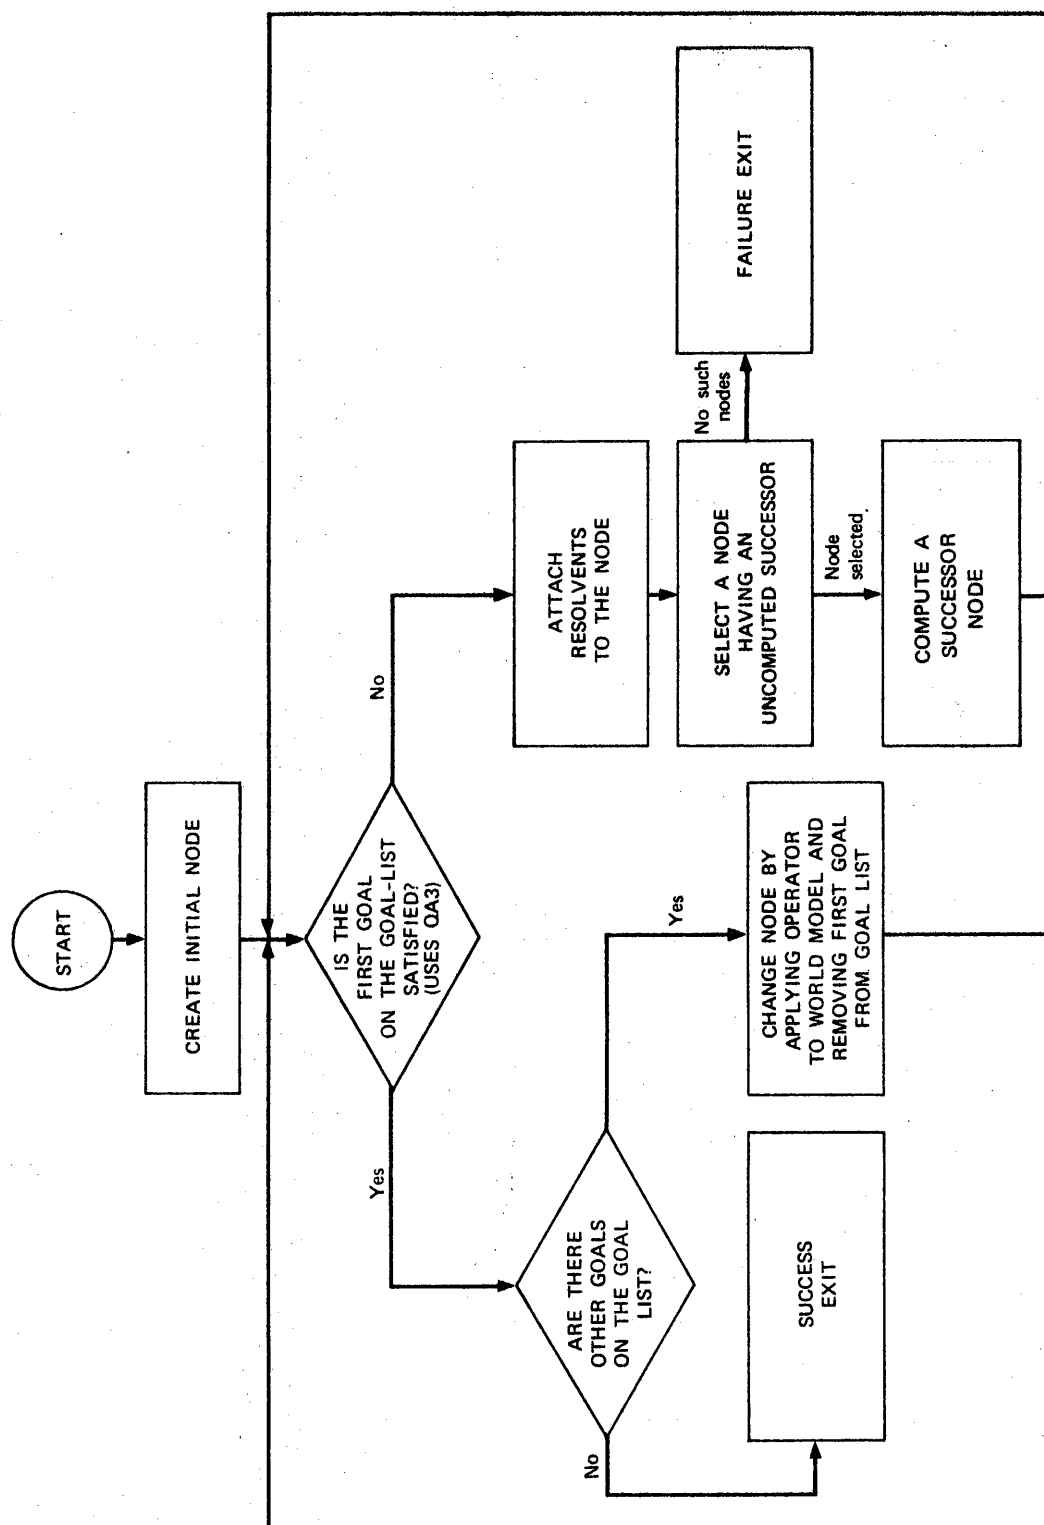 START
CREATE INITIAL NODE
IS THE
FIRST GOAL
ON THE GOAL-LIST
SATISFIED?
(USES QA3)
Yes
No
ARE THERE
OTHER GOALS
ON THE GOAL
LIST?
No
Yes
SUCCESS
EXIT
CHANGE NODE BY
APPLYING OPERATOR
TO WORLD MODEL AND
REMOVING FIRST GOAL
FROM GOAL LIST
ATTACH
RESOLVENTS
TO THE NODE
SELECT A NODE
HAVING AN
UNCOMPUTED SUCCESSOR
No such
nodes
FAILURE EXIT
Node
selected.
COMPUTE A
SUCCESSOR
NODE